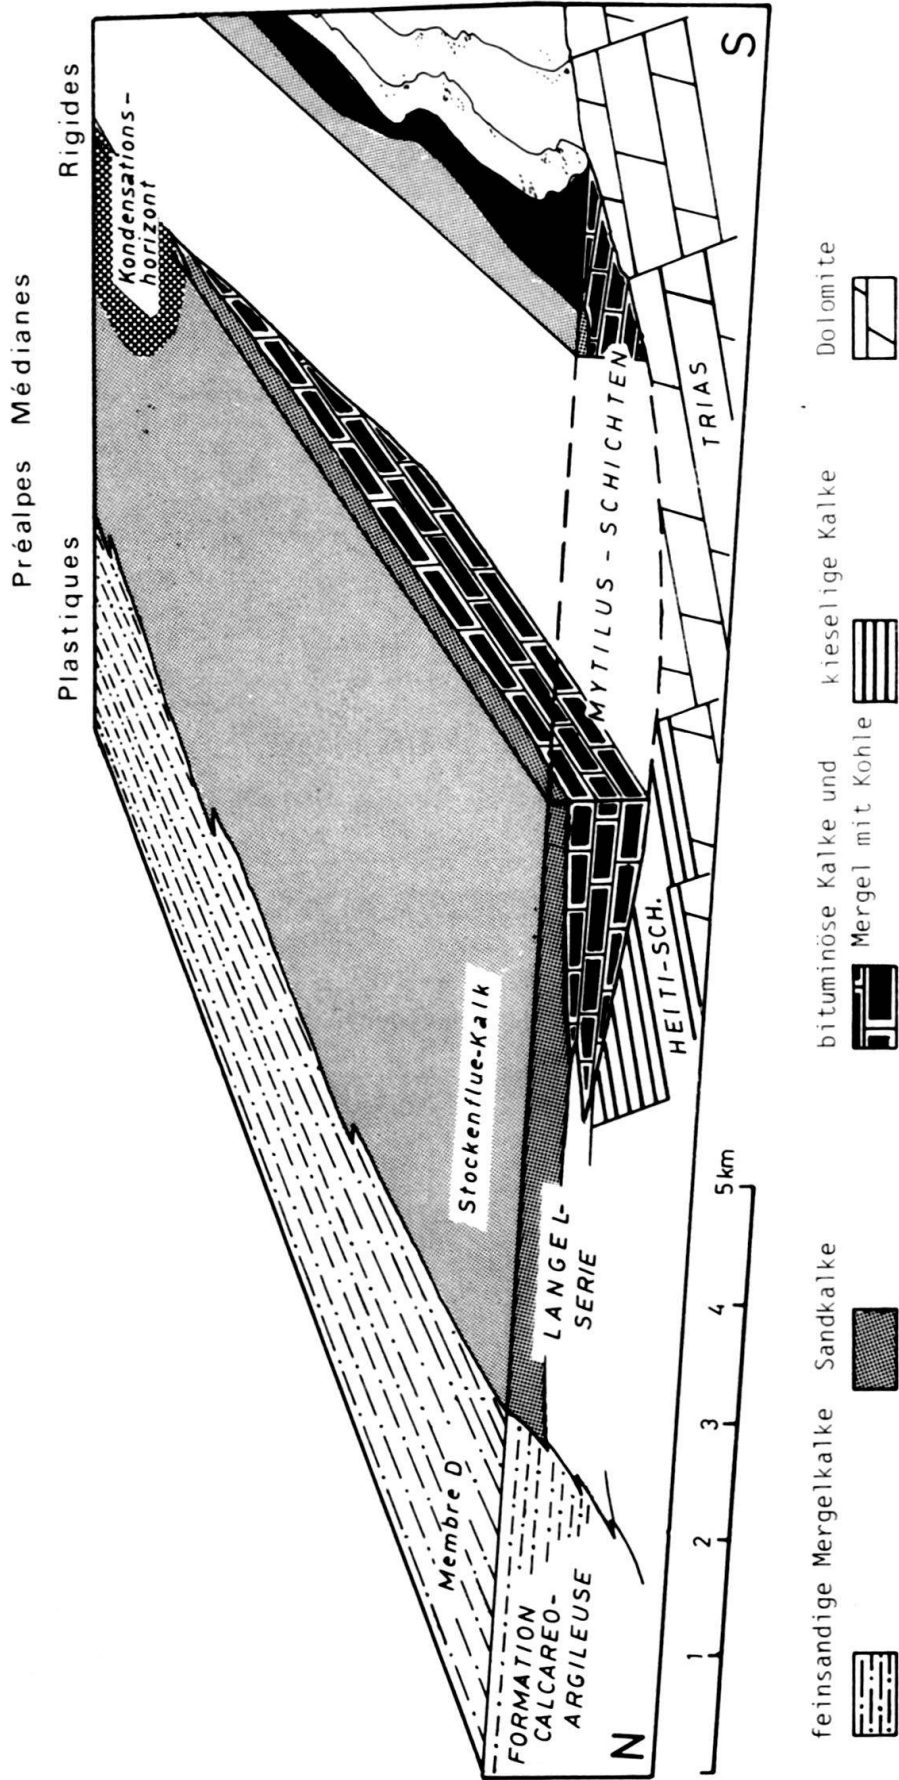 Préalpes Médianes
Plastiques
Rigides
Kondensations-
horizont
Stockenflue-Kalk
Membre D
LANGEL-
SERIE
FORMATION
CALCAREO-
ARGILEUSE
MYTILUS-SCHICHTEN
HEITI-SCH.
TRIAS
N
S
1 2 3 4 5km
feinsandige Mergelkalke
Sandkalke
bituminöse Kalke und
Mergel mit Kohle
kieselige Kalke
Dolomite